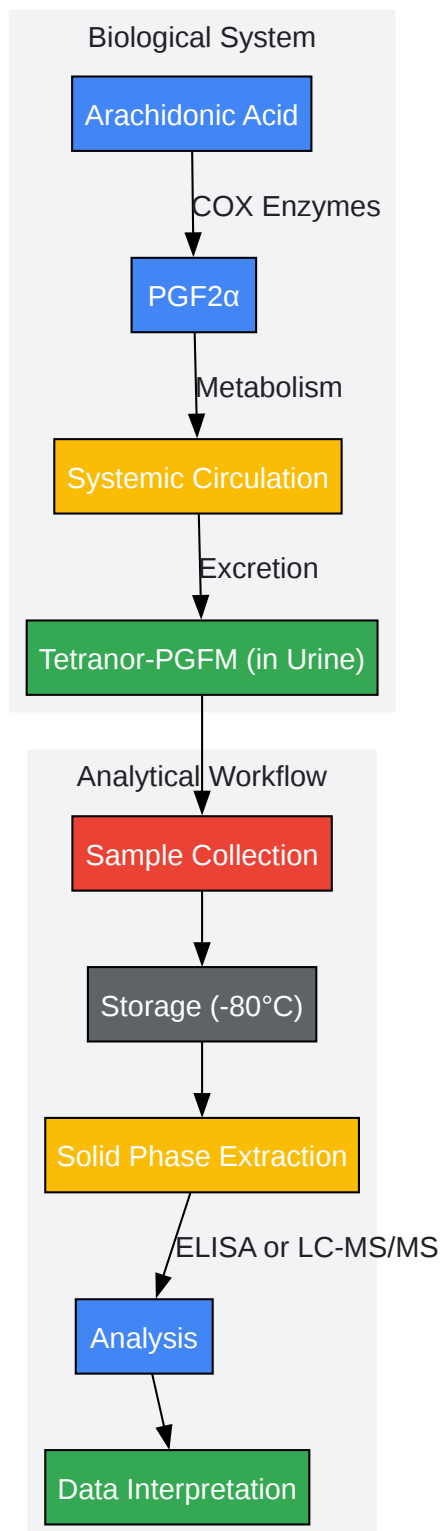 Biological System
Arachidonic Acid
COX Enzymes
PGF2α
Metabolism
Systemic Circulation
Excretion
Tetranor-PGFM (in Urine)
Analytical Workflow
Sample Collection
Storage (-80°C)
Solid Phase Extraction
ELISA or LC-MS/MS
Analysis
Data Interpretation